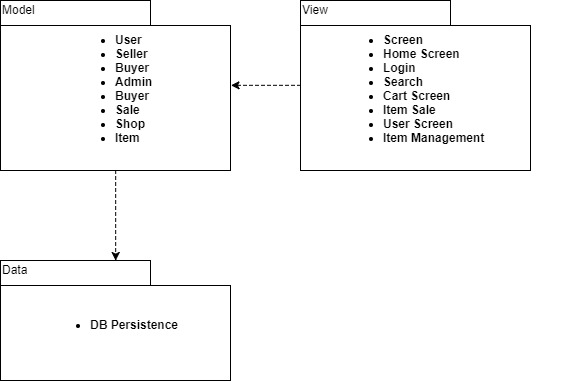 Model
User
Seller
Buyer
Admin
Buyer
Sale
Shop
Item
View
Screen
Home Screen
Login
Search
Cart Screen
Item Sale
User Screen
Item Management
Data
DB Persistence